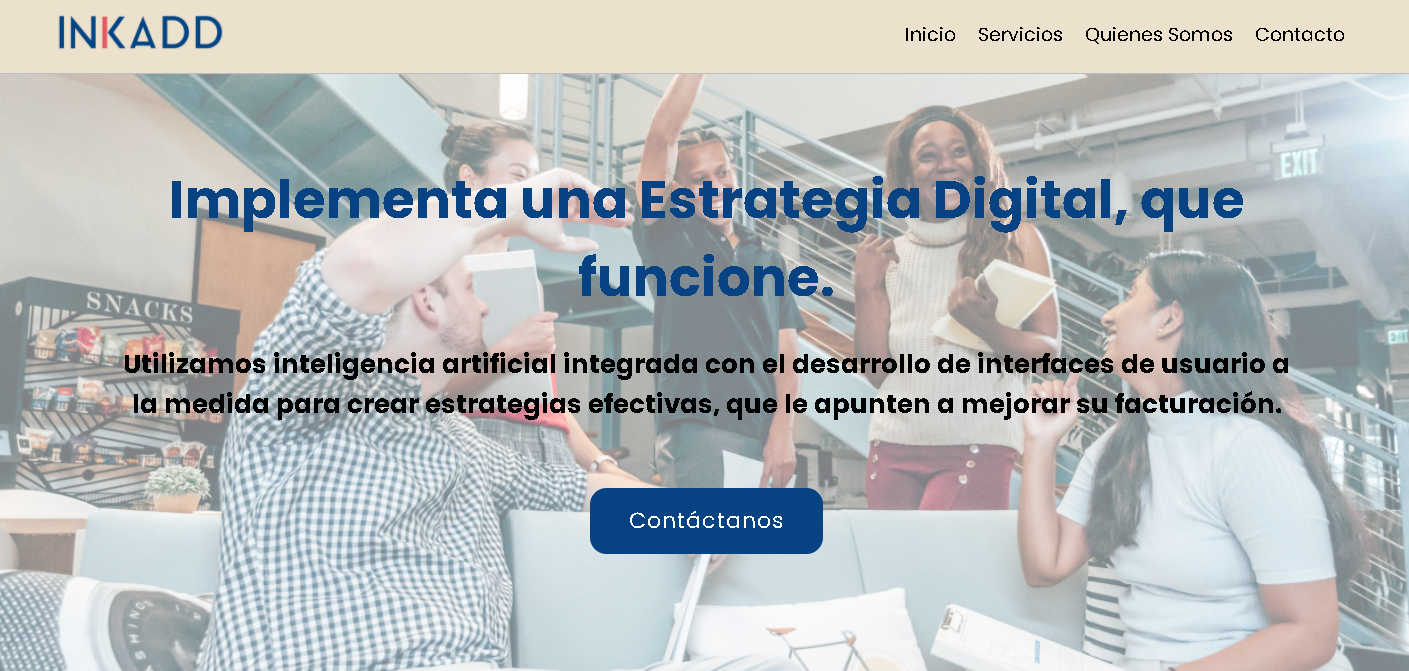 INKADD
Inicio Servicios Quienes Somos Contacto
EXIT
Implementa una Estrategia Digital, que
funcione.
SNACKS
Utilizamos inteligencia artificial integrada con el desarrollo de interfaces de usuario a
la medida para crear estrategias efectivas, que le apunten a mejorar su facturación.
Contáctanos